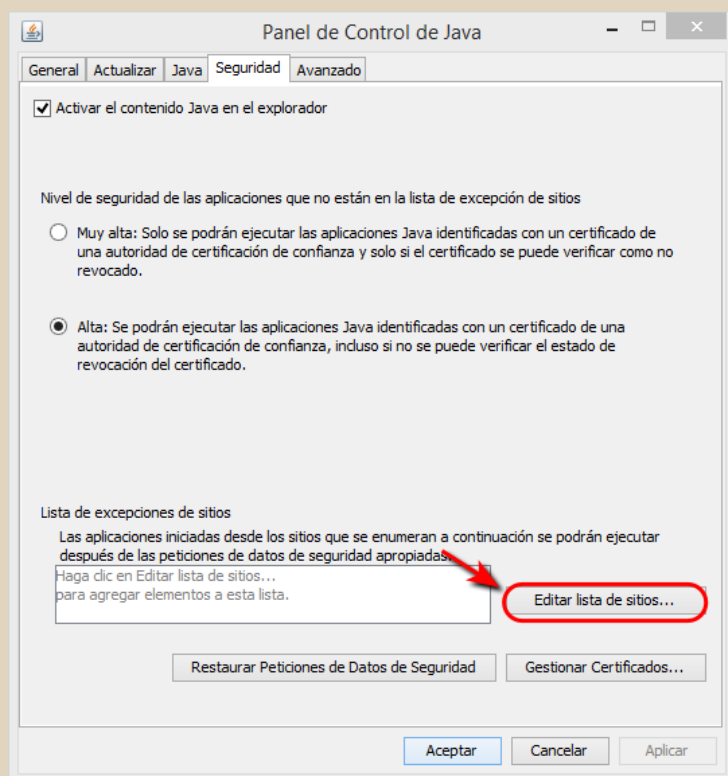 Panel de Control de Java
General Actualizar Java Seguridad Avanzado
Activar el contenido Java en el explorador
Nivel de seguridad de las aplicaciones que no están en la lista de excepción de sitios
Muy alta: Solo se podrán ejecutar las aplicaciones Java identificadas con un certificado de
una autoridad de certificación de confianza y solo si el certificado se puede verificar como no
revocado.
Alta: Se podrán ejecutar las aplicaciones Java identificadas con un certificado de una
autoridad de certificación de confianza, incluso si no se puede verificar el estado de
revocación del certificado.
Lista de excepciones de sitios
Las aplicaciones iniciadas desde los sitios que se enumeran a continuación se podrán ejecutar
después de las peticiones de datos de seguridad apropiadas.
Haga clic en Editar lista de sitios...
para agregar elementos a esta lista.
Editar lista de sitios...
Restaurar Peticiones de Datos de Seguridad Gestionar Certificados...
Aceptar Cancelar Aplicar